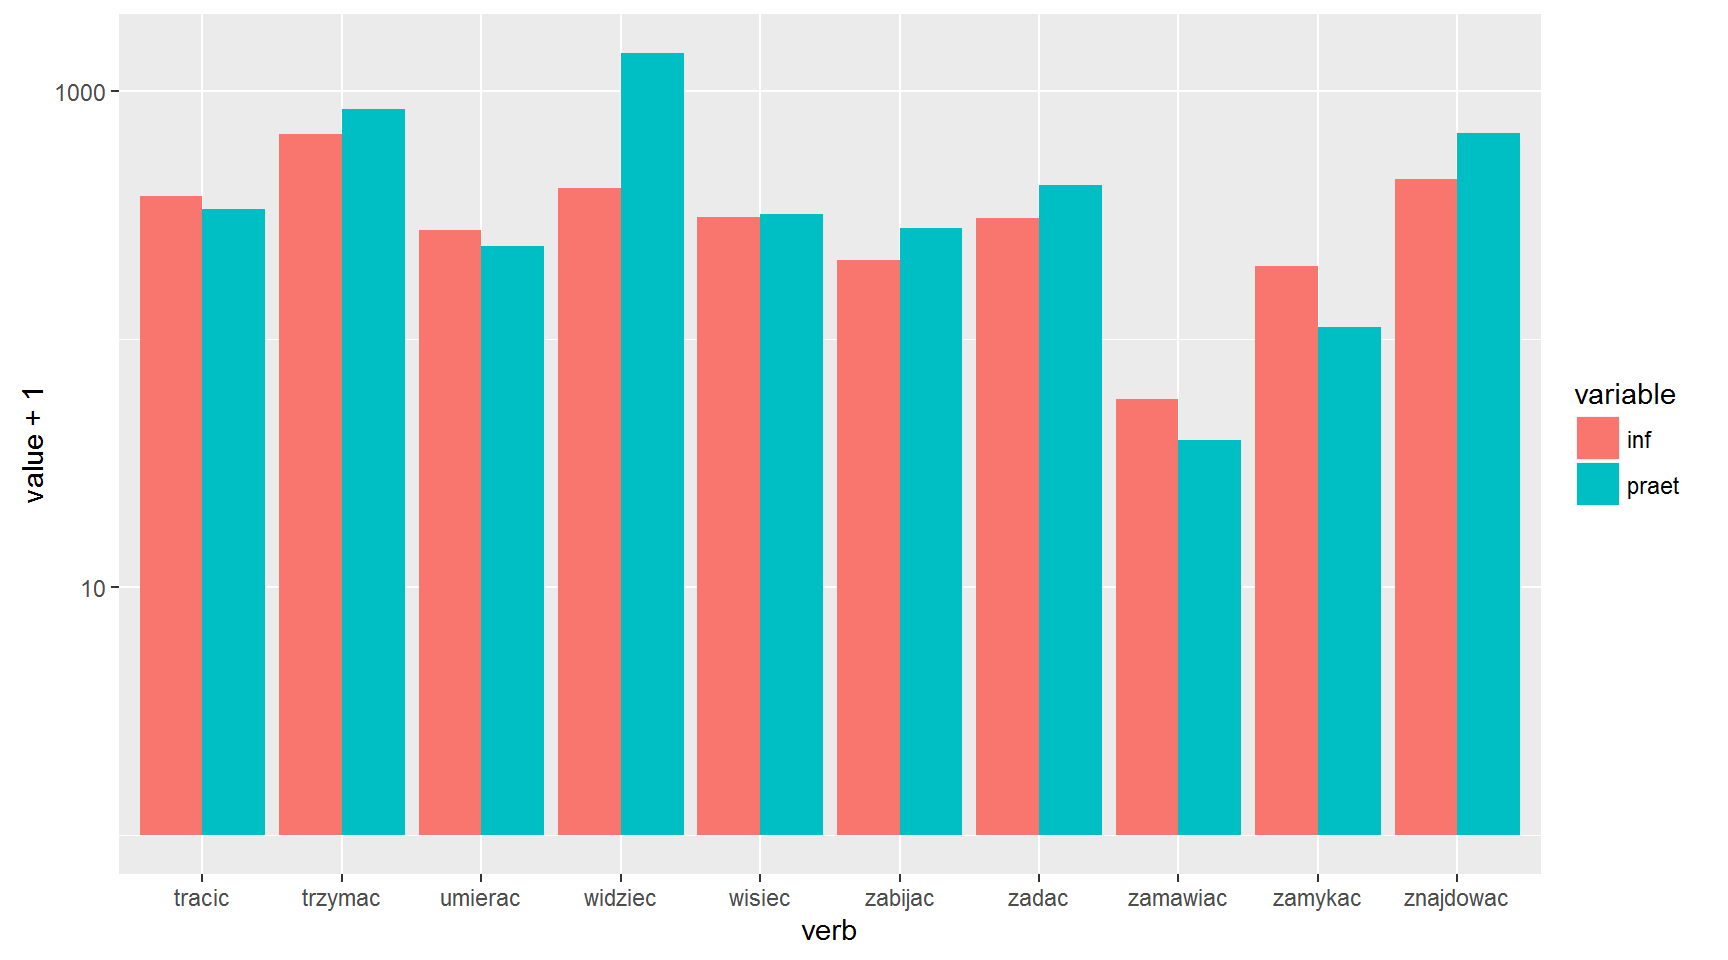 1000
10
value + 1
tracic trzymac umierac widziec wisiec zabijac zadac zamawiac zamykac znajdowac
verb
variable
inf
praet